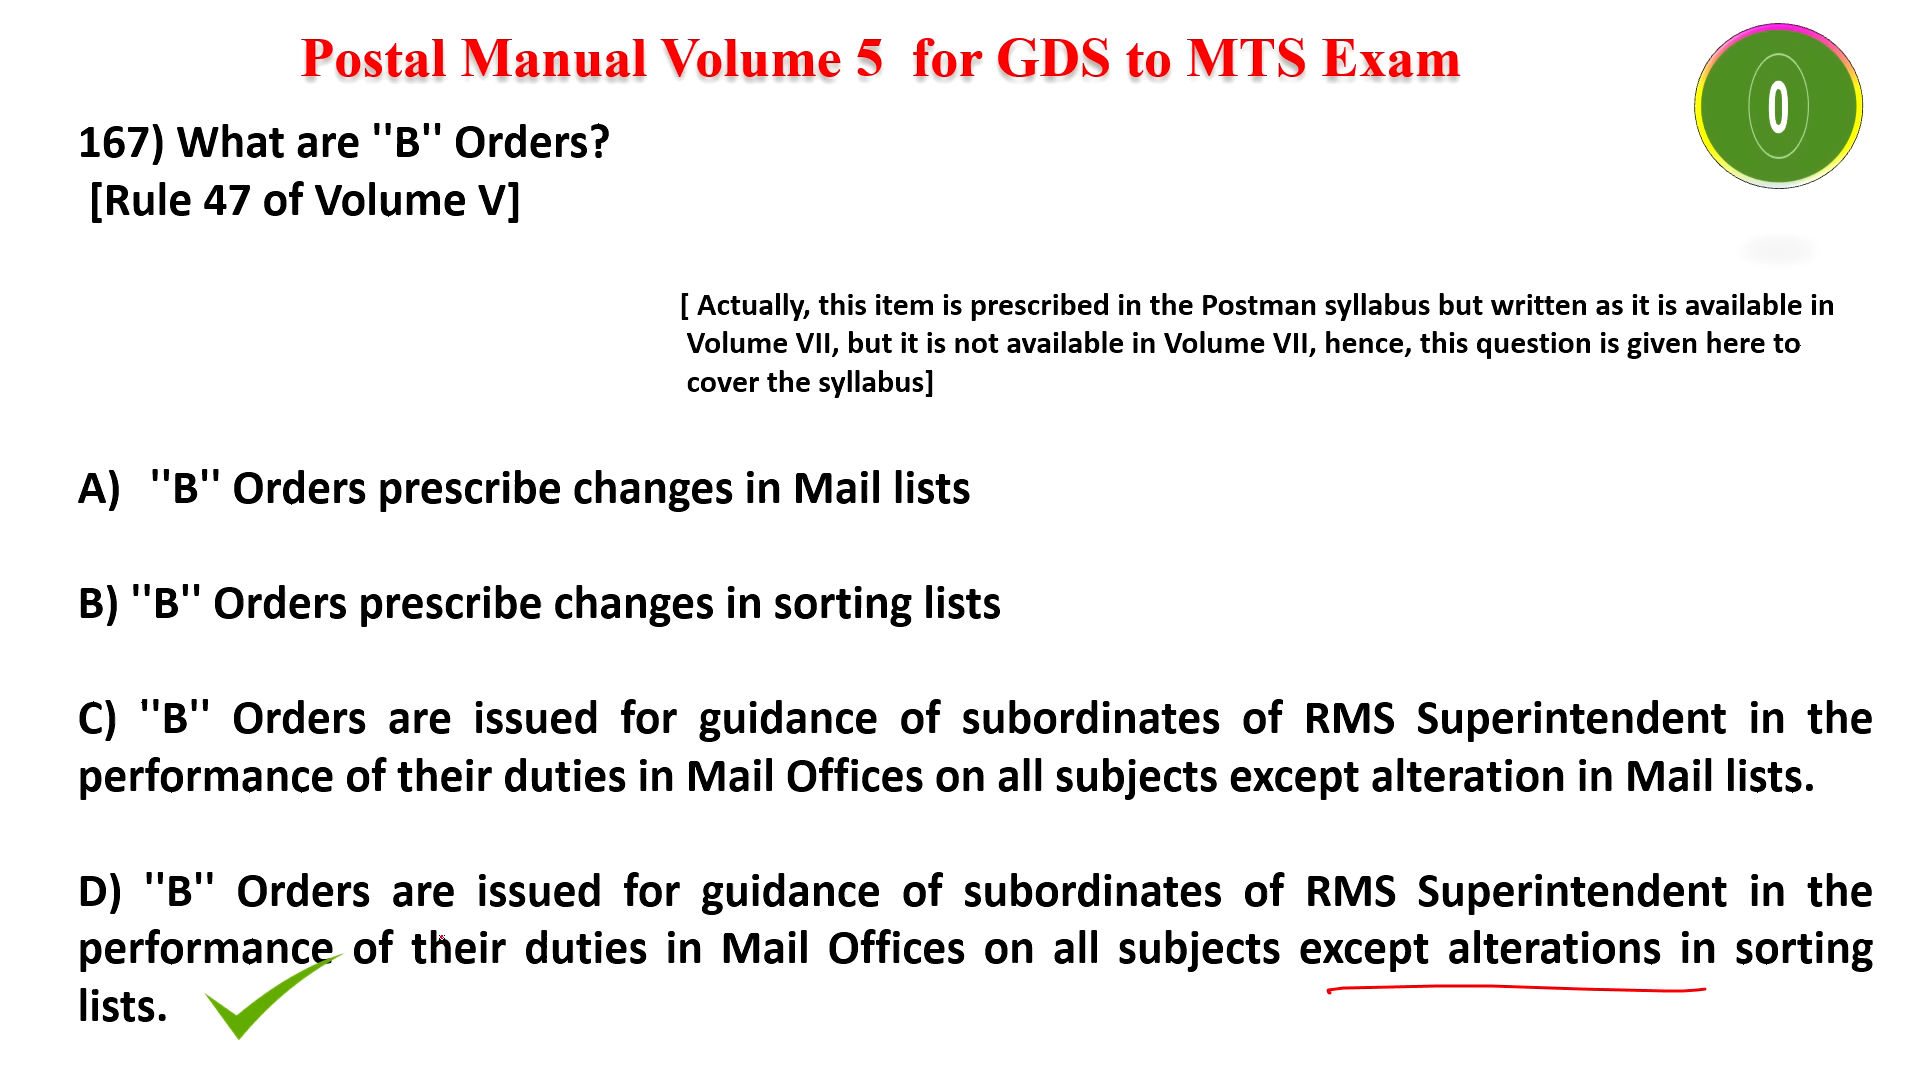 Postal Manual Volume 5 for GDS to MTS Exam
0
167) What are "B" Orders?
[Rule 47 of Volume V]
[ Actually, this item is prescribed in the Postman syllabus but written as it is available in
Volume VII, but it is not available in Volume VII, hence, this question is given here to
cover the syllabus]
A) "B" Orders prescribe changes in Mail lists
B) "B" Orders prescribe changes in sorting lists
C) "B" Orders are issued for guidance of subordinates of RMS Superintendent in the
performance of their duties in Mail Offices on all subjects except alteration in Mail lists.
D) "B" Orders are issued for guidance of subordinates of RMS Superintendent in the
performance of their duties in Mail Offices on all subjects except alterations in sorting
lists.